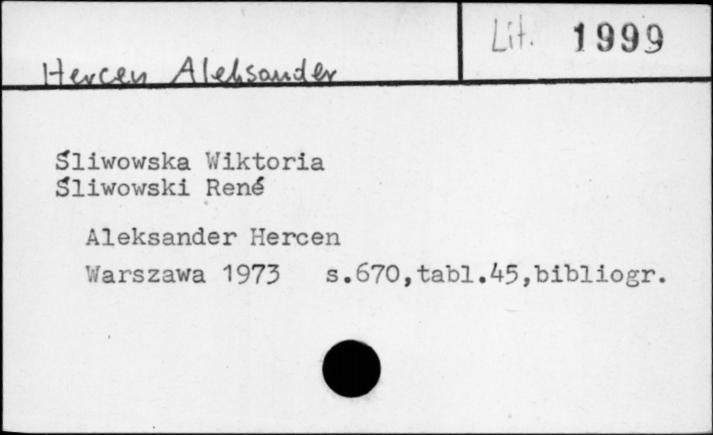 Lit. 1999
Hercen Aleksander
Śliwowska Wiktoria
Śliwowski René
Aleksander Hercen
Warszawa 1973 s.670,tabl.45,bibliogr.